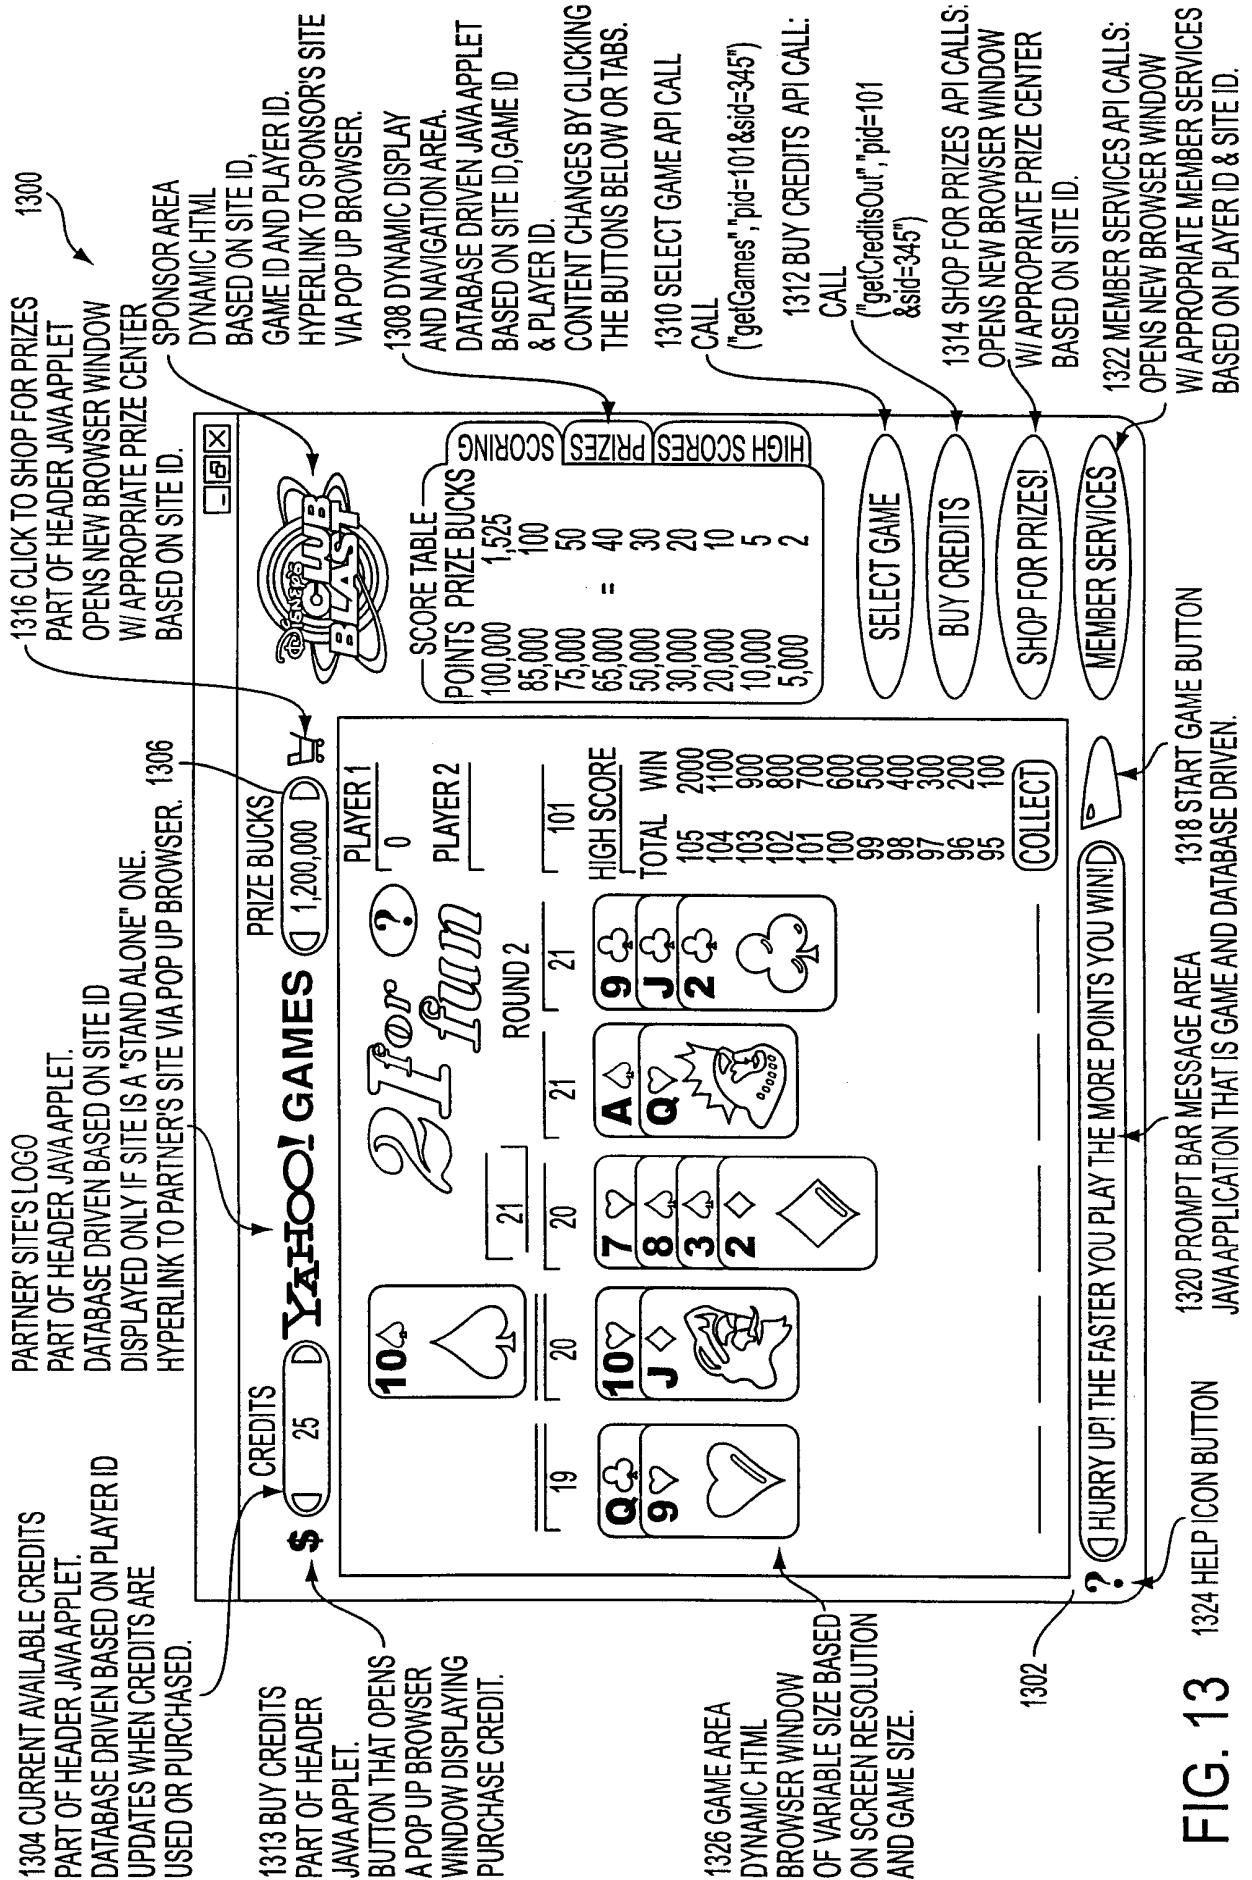 1304 CURRENT AVAILABLE CREDITS
PART OF HEADER JAVA APPLET.
DATABASE DRIVEN BASED ON PLAYER ID
UPDATES WHEN CREDITS ARE
USED OR PURCHASED.
PARTNER' SITE'S LOGO
PART OF HEADER JAVA APPLET.
DATABASE DRIVEN BASED ON SITE ID
DISPLAYED ONLY IF SITE IS A "STAND ALONE" ONE.
HYPERLINK TO PARTNER'S SITE VIA POP UP BROWSER.
1306
1316 CLICK TO SHOP FOR PRIZES
PART OF HEADER JAVA APPLET
OPENS NEW BROWSER WINDOW
W/ APPROPRIATE PRIZE CENTER
BASED ON SITE ID.
1300
SPONSOR AREA
DYNAMIC HTML
BASED ON SITE ID,
GAME ID AND PLAYER ID.
HYPERLINK TO SPONSOR'S SITE
VIA POP UP BROWSER.
1308 DYNAMIC DISPLAY
AND NAVIGATION AREA.
DATABASE DRIVEN JAVA APPLET
BASED ON SITE ID, GAME ID
& PLAYER ID.
CONTENT CHANGES BY CLICKING
THE BUTTONS BELOW OR TABS.
1310 SELECT GAME API CALL
CALL
("getGames","pid=101&sid=345")
1312 BUY CREDITS API CALL:
CALL
("getCreditsOut","pid=101
&sid=345")
1314 SHOP FOR PRIZES API CALLS:
OPENS NEW BROWSER WINDOW
W/ APPROPRIATE PRIZE CENTER
BASED ON SITE ID.
1322 MEMBER SERVICES API CALLS:
OPENS NEW BROWSER WINDOW
W/ APPROPRIATE MEMBER SERVICES
BASED ON PLAYER ID & SITE ID.
1313 BUY CREDITS
PART OF HEADER
JAVA APPLET.
BUTTON THAT OPENS
A POP UP BROWSER
WINDOW DISPLAYING
PURCHASE CREDIT.
1326 GAME AREA
DYNAMIC HTML
BROWSER WINDOW
OF VARIABLE SIZE BASED
ON SCREEN RESOLUTION
AND GAME SIZE.
1302
CREDITS
$ 25
YAHOO! GAMES
PRIZE BUCKS
1,200,000
Disney's
CLUB
BLAST
10
21 for fun
?
PLAYER 1
0
PLAYER 2
21
ROUND 2
19 20 20 21 21 101
Q 9
10 J
7 8 3 2
A Q
9 J 2
HIGH SCORE
TOTAL WIN
105 2000
104 1100
103 900
102 800
101 700
100 600
99 500
98 400
97 300
96 200
95 100
COLLECT
SCORE TABLE
POINTS PRIZE BUCKS
100,000 1,525
85,000 100
75,000 50
65,000 = 40
50,000 30
30,000 20
20,000 10
10,000 5
5,000 2
SCORING
PRIZES
HIGH SCORES
SELECT GAME
BUY CREDITS
SHOP FOR PRIZES!
MEMBER SERVICES
? HURRY UP! THE FASTER YOU PLAY THE MORE POINTS YOU WIN!
1324 HELP ICON BUTTON
1320 PROMPT BAR MESSAGE AREA
JAVA APPLICATION THAT IS GAME AND DATABASE DRIVEN.
1318 START GAME BUTTON
FIG. 13